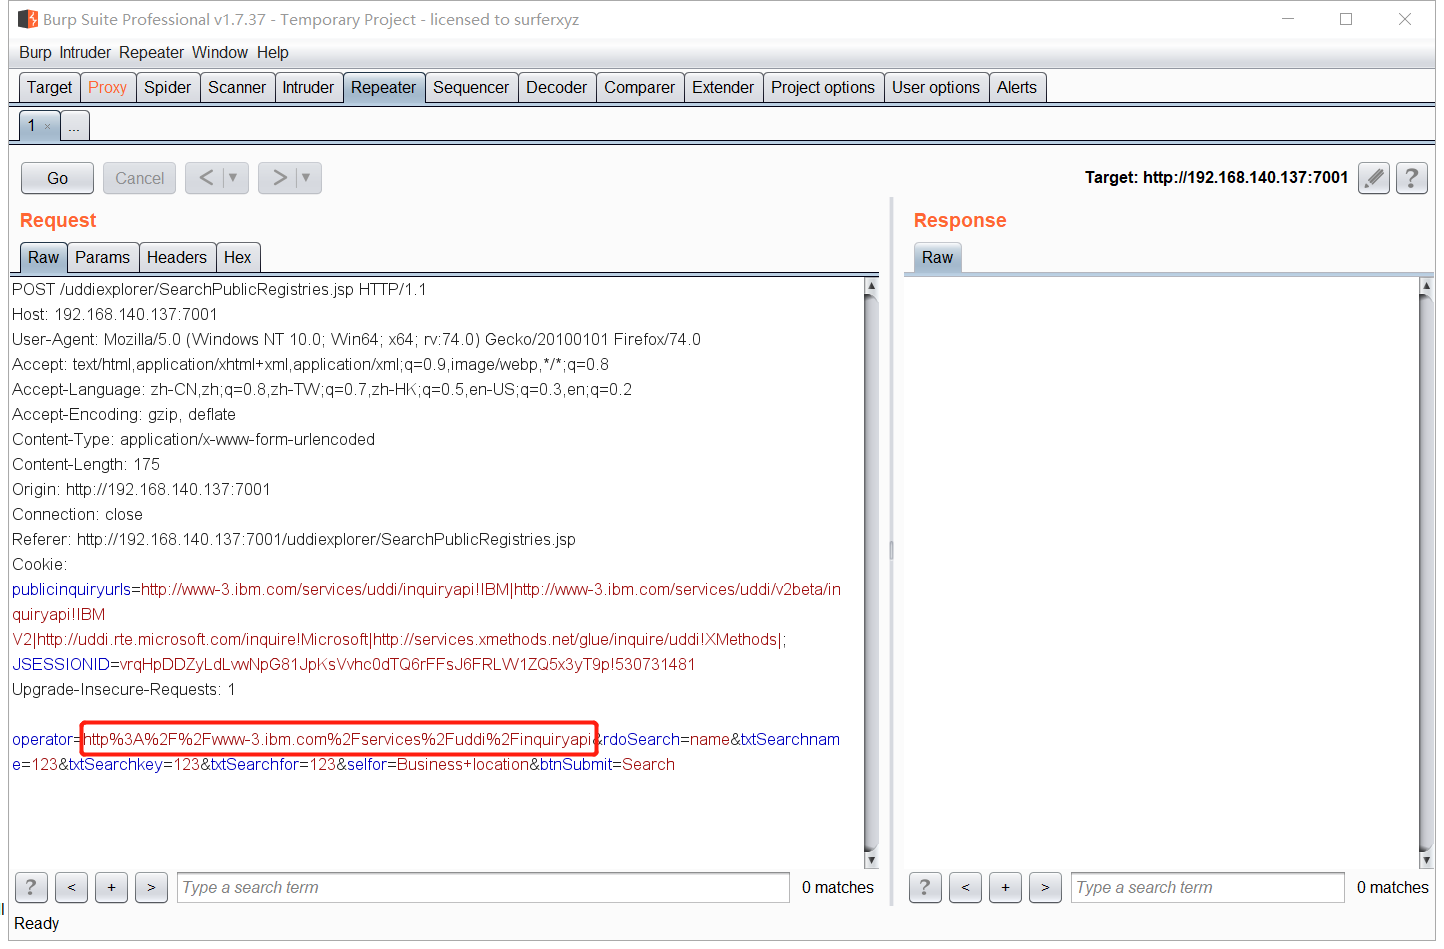 Burp Suite Professional v1.7.37 - Temporary Project - licensed to surferxyz
Burp Intruder Repeater Window Help
Target Proxy Spider Scanner Intruder Repeater Sequencer Decoder Comparer Extender Project options User options Alerts
1 × ...
Go Cancel < ▼ > ▼ Target: http://192.168.140.137:7001 ?
Request Response
Raw Params Headers Hex Raw
POST /uddiexplorer/SearchPublicRegistries.jsp HTTP/1.1
Host: 192.168.140.137:7001
User-Agent: Mozilla/5.0 (Windows NT 10.0; Win64; x64; rv:74.0) Gecko/20100101 Firefox/74.0
Accept: text/html,application/xhtml+xml,application/xml;q=0.9,image/webp,*/*;q=0.8
Accept-Language: zh-CN,zh;q=0.8,zh-TW;q=0.7,zh-HK;q=0.5,en-US;q=0.3,en;q=0.2
Accept-Encoding: gzip, deflate
Content-Type: application/x-www-form-urlencoded
Content-Length: 175
Origin: http://192.168.140.137:7001
Connection: close
Referer: http://192.168.140.137:7001/uddiexplorer/SearchPublicRegistries.jsp
Cookie:
publicinquiryurls=http://www-3.ibm.com/services/uddi/inquiryapi!IBM|http://www-3.ibm.com/services/uddi/v2beta/in
quiryapi!IBM
V2|http://uddi.rte.microsoft.com/inquire!Microsoft|http://services.xmethods.net/glue/inquire/uddi!XMethods|;
JSESSIONID=vrqHpDDZyLdLvwNpG81JpKsVvhc0dTQ6rFFsJ6FRLW1ZQ5x3yT9p!530731481
Upgrade-Insecure-Requests: 1
operator=http%3A%2F%2Fwww-3.ibm.com%2Fservices%2Fuddi%2Finquiryapi&rdoSearch=name&txtSearchnam
e=123&txtSearchkey=123&txtSearchfor=123&selfor=Business+location&btnSubmit=Search
? < + > Type a search term 0 matches ? < + > Type a search term 0 matches
Ready